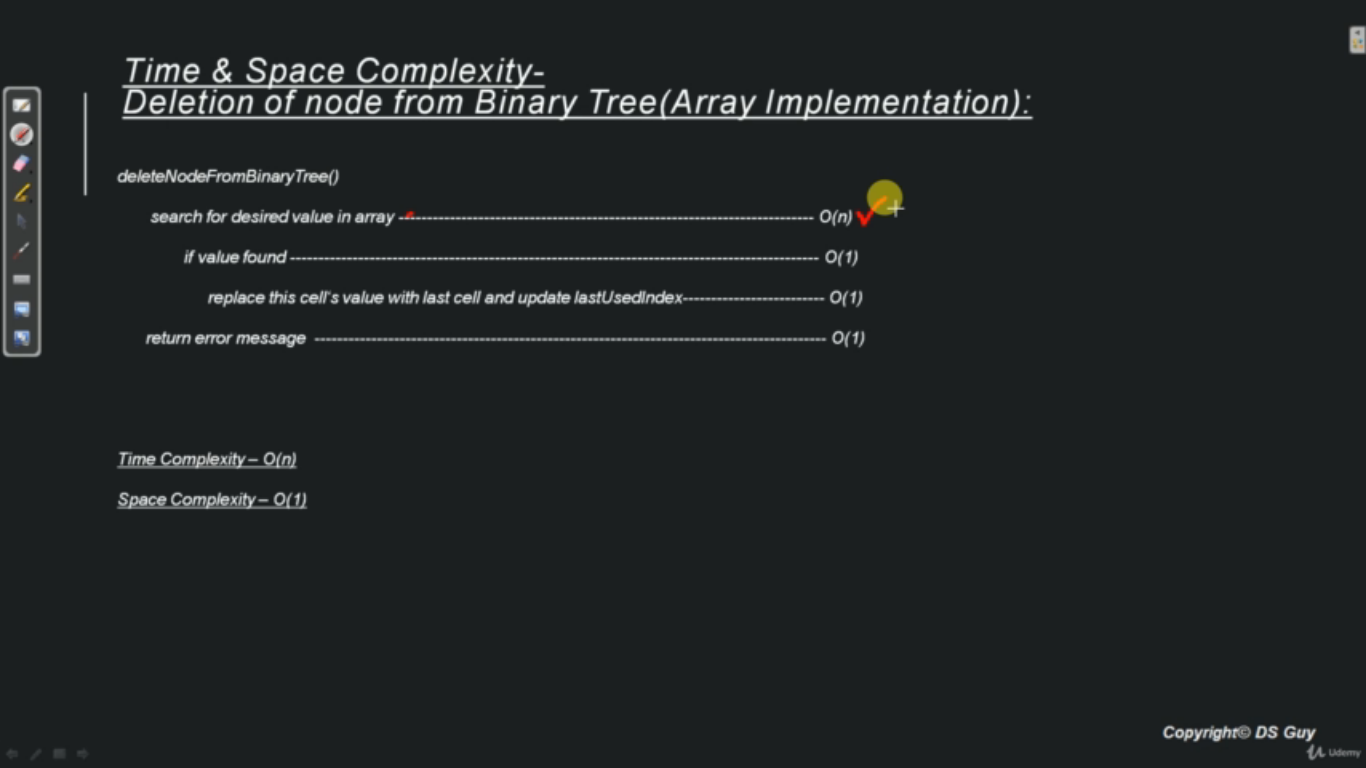 Time & Space Complexity-
Deletion of node from Binary Tree(Array Implementation):
deleteNodeFromBinaryTree()
search for desired value in array ------------------------------------------------------------------------------------ O(n)
if value found ------------------------------------------------------------------------------------------------ O(1)
replace this cell's value with last cell and update lastUsedIndex------------------------- O(1)
return error message ---------------------------------------------------------------------------------------------- O(1)
Time Complexity – O(n)
Space Complexity – O(1)
Copyright© DS Guy
Udemy